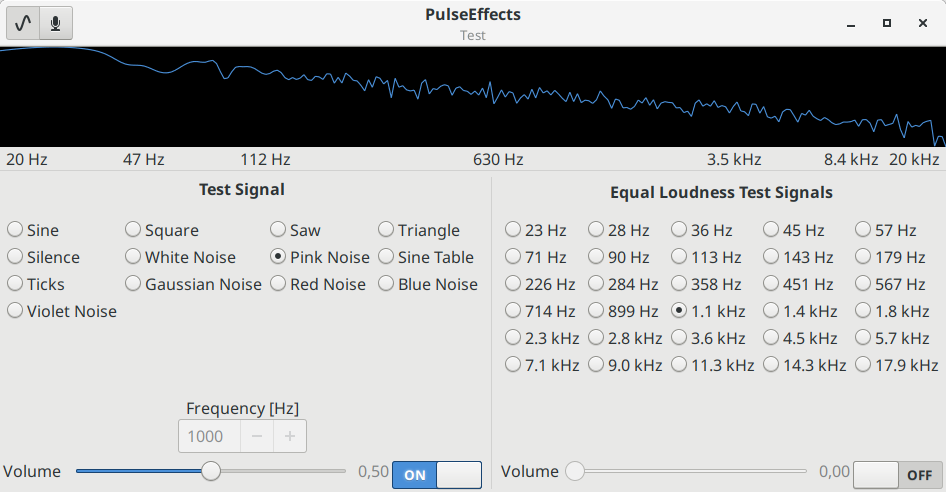 PulseEffects
Test
20 Hz 47 Hz 112 Hz 630 Hz 3.5 kHz 8.4 kHz 20 kHz
Test Signal
Sine Square Saw Triangle
Silence White Noise Pink Noise Sine Table
Ticks Gaussian Noise Red Noise Blue Noise
Violet Noise
Frequency [Hz]
1000 − +
Volume 0,50 ON
Equal Loudness Test Signals
23 Hz 28 Hz 36 Hz 45 Hz 57 Hz
71 Hz 90 Hz 113 Hz 143 Hz 179 Hz
226 Hz 284 Hz 358 Hz 451 Hz 567 Hz
714 Hz 899 Hz 1.1 kHz 1.4 kHz 1.8 kHz
2.3 kHz 2.8 kHz 3.6 kHz 4.5 kHz 5.7 kHz
7.1 kHz 9.0 kHz 11.3 kHz 14.3 kHz 17.9 kHz
Volume 0,00 OFF